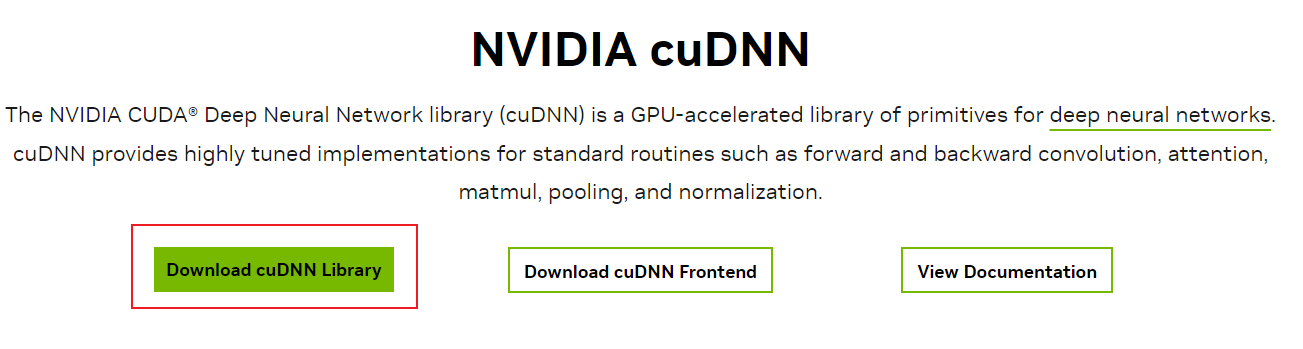 NVIDIA cuDNN
The NVIDIA CUDA® Deep Neural Network library (cuDNN) is a GPU-accelerated library of primitives for deep neural networks.
cuDNN provides highly tuned implementations for standard routines such as forward and backward convolution, attention,
matmul, pooling, and normalization.
Download cuDNN Library
Download cuDNN Frontend
View Documentation